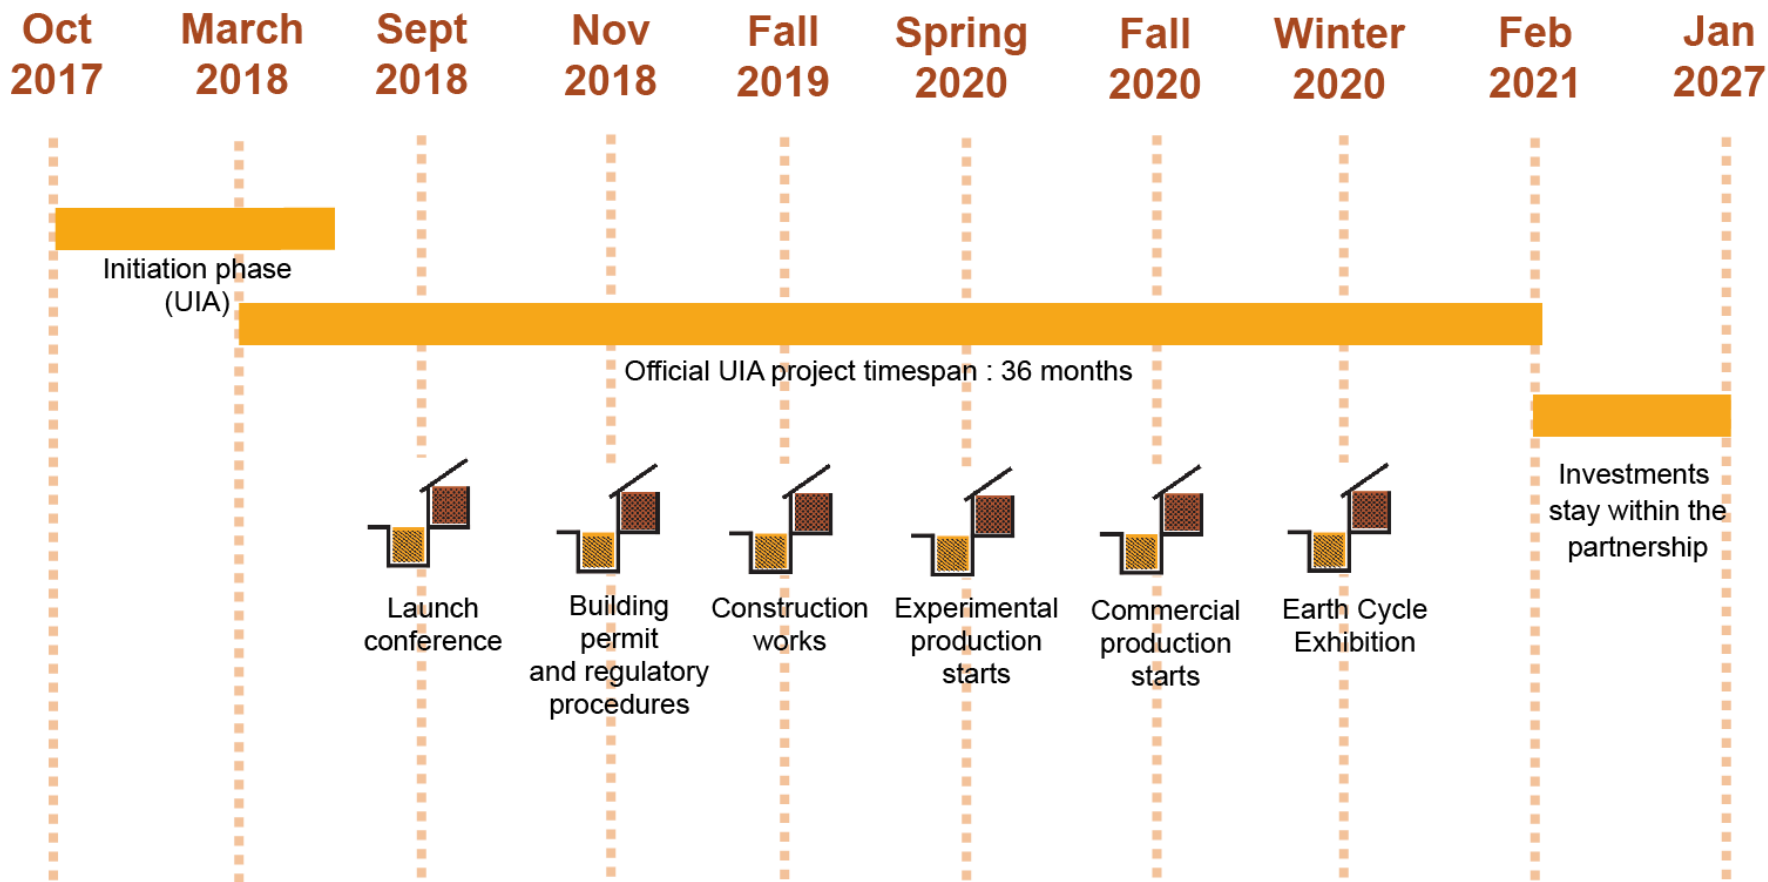 Oct
2017
March
2018
Sept
2018
Nov
2018
Fall
2019
Spring
2020
Fall
2020
Winter
2020
Feb
2021
Jan
2027
Initiation phase
(UIA)
Official UIA project timespan : 36 months
Investments
stay within the
partnership
Launch
conference
Building
permit
and regulatory
procedures
Construction
works
Experimental
production
starts
Commercial
production
starts
Earth Cycle
Exhibition